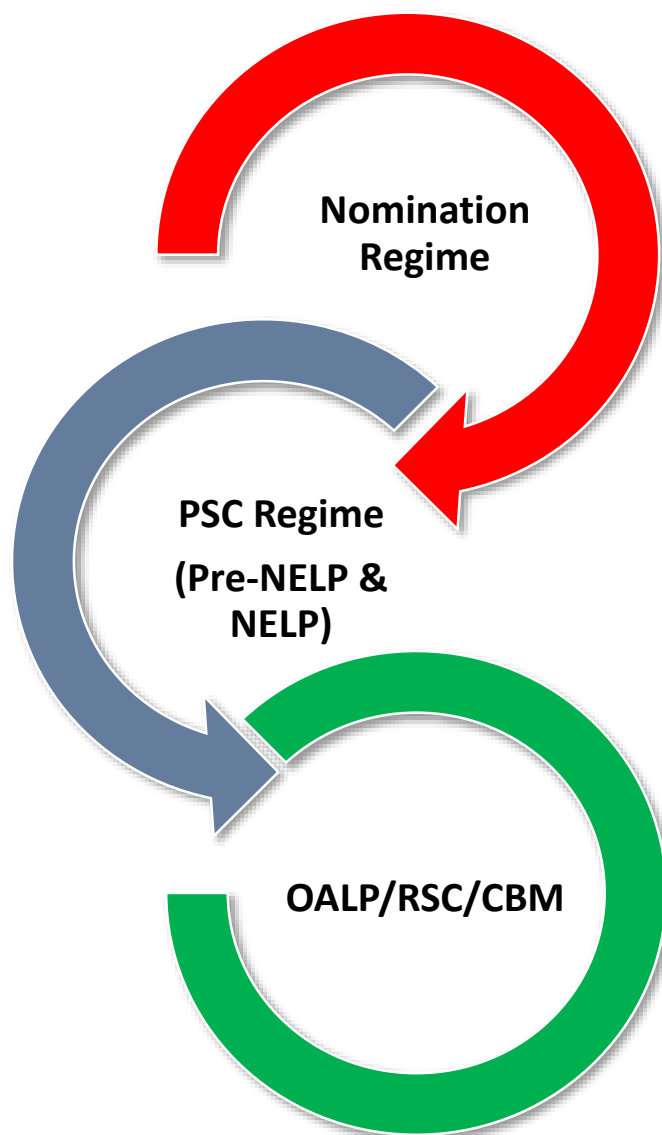 Nomination
Regime
PSC Regime
(Pre-NELP &
NELP)
OALP/RSC/CBM